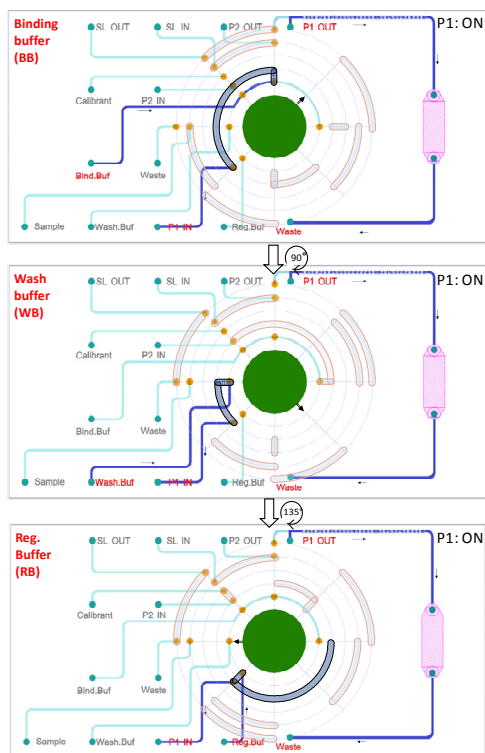 Binding
buffer
(BB)
SL OUT
SL IN
P2 OUT
P1 OUT
P1: ON
Calibrant
P2 IN
Bind.Buf
Waste
Sample
Wash.Buf
P1 IN
Reg.Buf
Waste
90°
Wash
buffer
(WB)
SL OUT
SL IN
P2 OUT
P1 OUT
P1: ON
Calibrant
P2 IN
Bind.Buf
Waste
Sample
Wash.Buf
P1 IN
Reg.Buf
Waste
135°
Reg.
Buffer
(RB)
SL OUT
SL IN
P2 OUT
P1 OUT
P1: ON
Calibrant
P2 IN
Bind.Buf
Waste
Sample
Wash.Buf
P1 IN
Reg.Buf
Waste